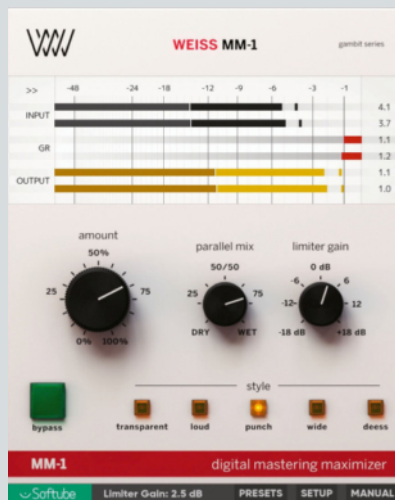 WEISS MM-1
gambit series
>> -48 -24 -18 -12 -9 -6 -3 -1
INPUT
4.1
3.7
GR
1.1
1.2
OUTPUT
1.1
1.0
amount
50%
25 75
0% 100%
parallel mix
50/50
25 75
DRY WET
limiter gain
0 dB
-6 6
-12 12
-18 dB +18 dB
style
bypass
transparent loud punch wide deess
MM-1 digital mastering maximizer
Softube Limiter Gain: 2.5 dB PRESETS SETUP MANUAL